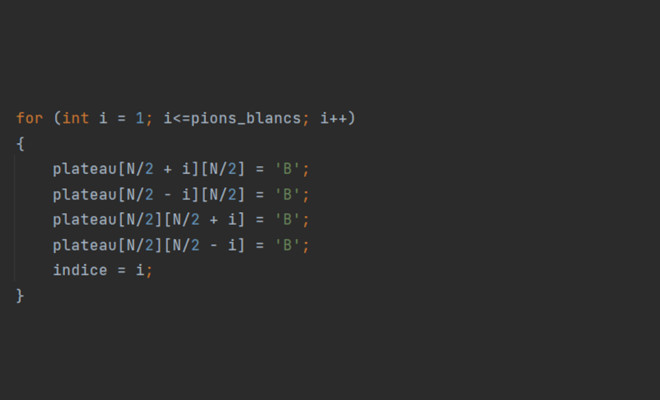 for (int i = 1; i<=pions_blancs; i++)
{
    plateau[N/2 + i][N/2] = 'B';
    plateau[N/2 - i][N/2] = 'B';
    plateau[N/2][N/2 + i] = 'B';
    plateau[N/2][N/2 - i] = 'B';
    indice = i;
}